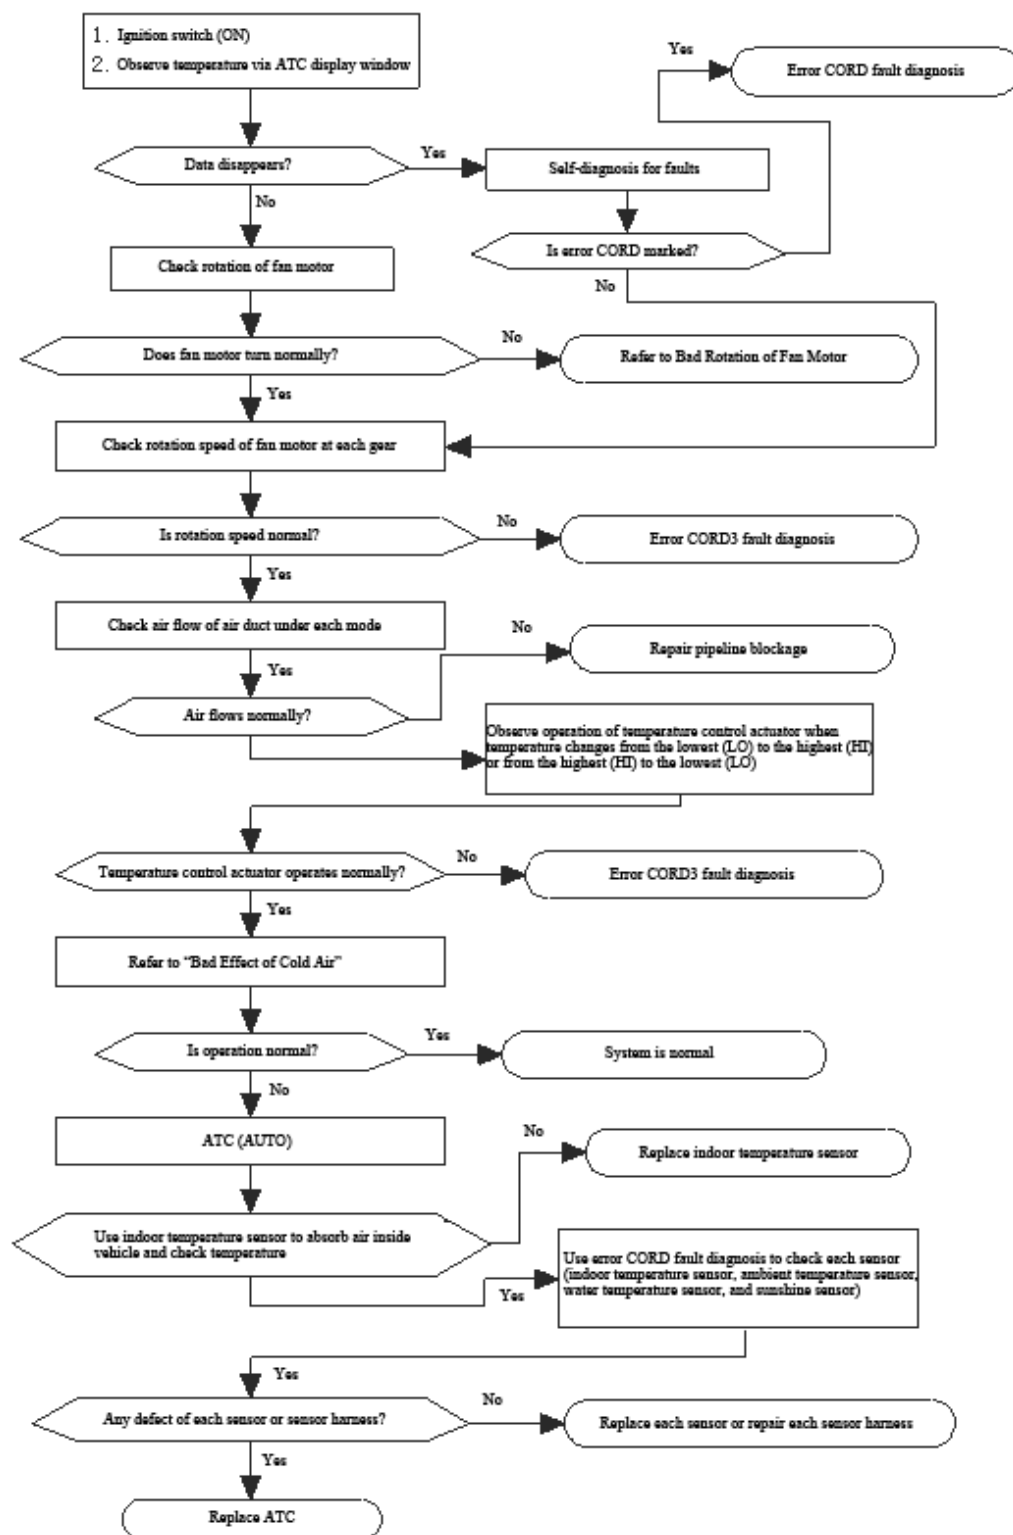 1. Ignition switch (ON)
2. Observe temperature via ATC display window
Yes
Error CORD fault diagnosis
Data disappears?
Yes
Self-diagnosis for faults
No
Is error CORD marked?
Check rotation of fan motor
No
Does fan motor turn normally?
No
Refer to Bad Rotation of Fan Motor
Yes
Check rotation speed of fan motor at each gear
Is rotation speed normal?
No
Error CORD3 fault diagnosis
Yes
Check air flow of air duct under each mode
No
Repair pipeline blockage
Yes
Air flows normally?
Observe operation of temperature control actuator when
temperature changes from the lowest (LO) to the highest (HI)
or from the highest (HI) to the lowest (LO)
Temperature control actuator operates normally?
No
Error CORD3 fault diagnosis
Yes
Refer to “Bad Effect of Cold Air”
Is operation normal?
Yes
System is normal
No
ATC (AUTO)
No
Replace indoor temperature sensor
Use indoor temperature sensor to absorb air inside
vehicle and check temperature
Yes
Use error CORD fault diagnosis to check each sensor
(indoor temperature sensor, ambient temperature sensor,
water temperature sensor, and sunshine sensor)
Yes
Any defect of each sensor or sensor harness?
No
Replace each sensor or repair each sensor harness
Yes
Replace ATC